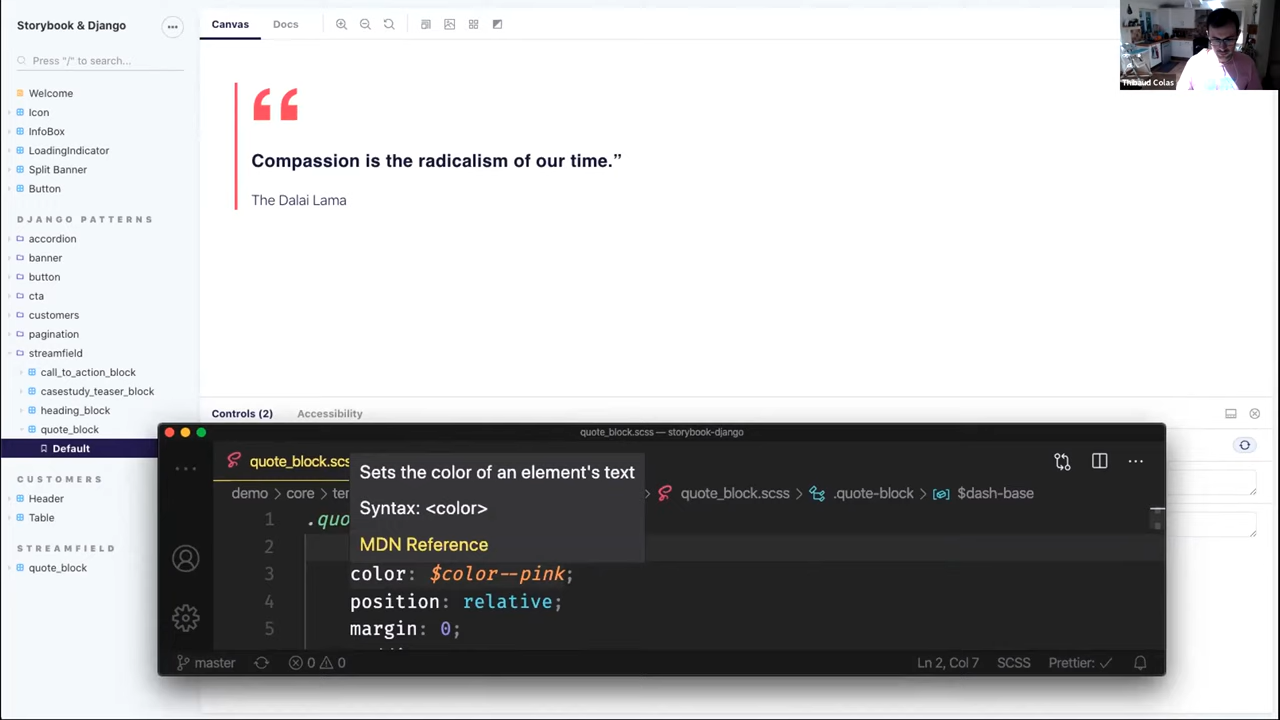 Storybook & Django
Press "/" to search...
Welcome
Icon
InfoBox
LoadingIndicator
Split Banner
Button
DJANGO PATTERNS
accordion
banner
button
cta
customers
pagination
streamfield
call_to_action_block
casestudy_teaser_block
heading_block
quote_block
Default
CUSTOMERS
Header
Table
STREAMFIELD
quote_block
Canvas
Docs
“
Compassion is the radicalism of our time.”
The Dalai Lama
Thibaud Colas
Controls (2)
Accessibility
quote_block.scss — storybook-django
quote_block.scs
demo > core > ter
> quote_block.scss > .quote-block > $dash-base
Sets the color of an element's text
Syntax: <color>
MDN Reference
1 .quo
2
3 color: $color--pink;
4 position: relative;
5 margin: 0;
master
0 0
Ln 2, Col 7
SCSS
Prettier: ✓